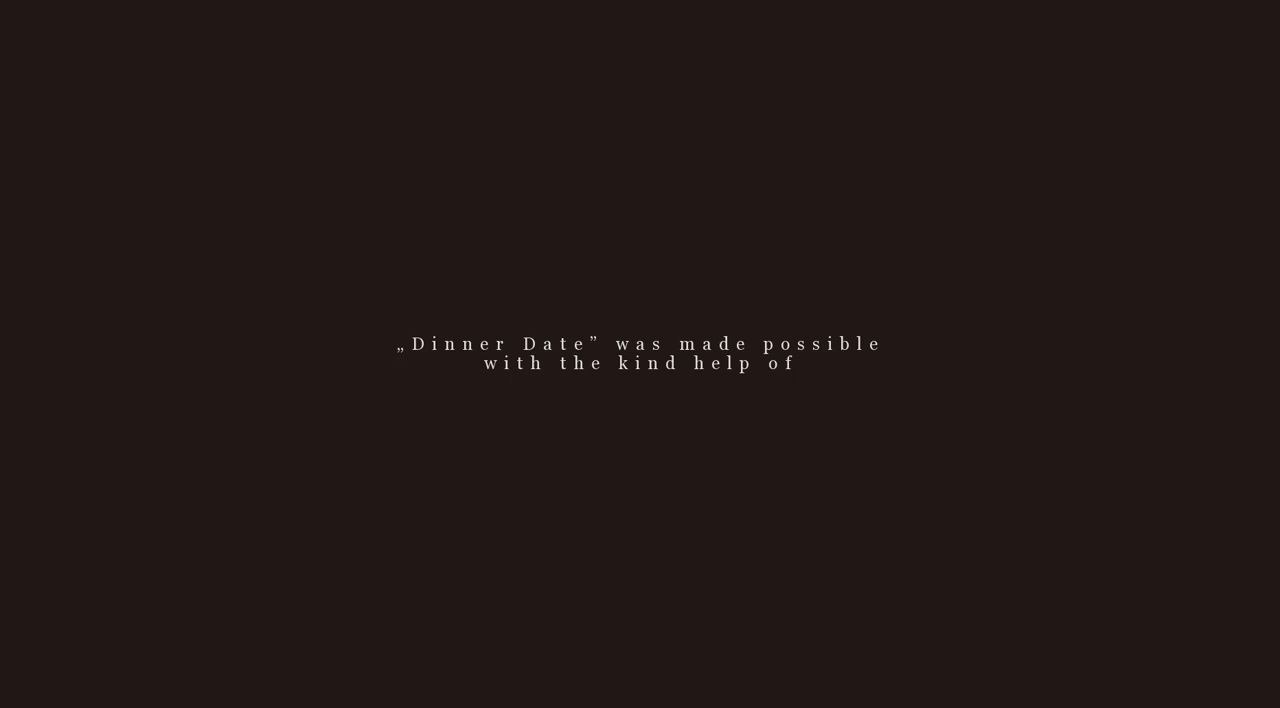 „Dinner Date” was made possible
with the kind help of